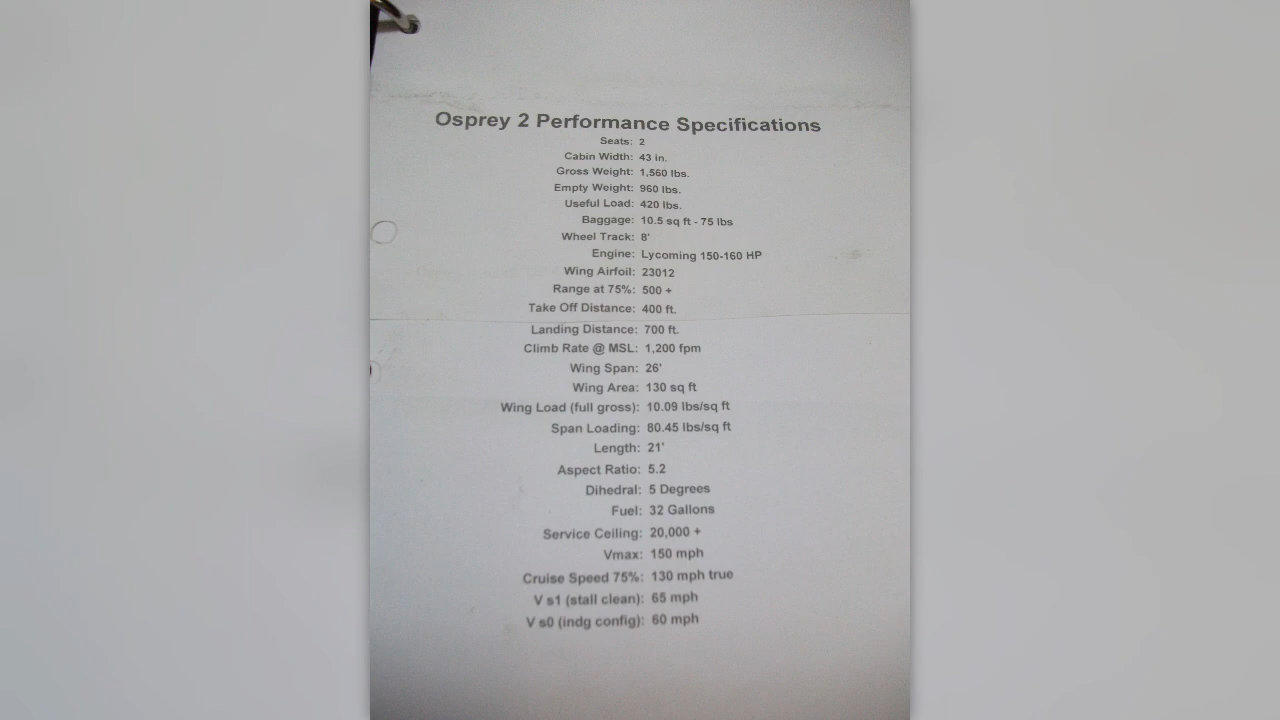 Osprey 2 Performance Specifications
Seats: 2
Cabin Width: 43 in.
Gross Weight: 1,560 lbs.
Empty Weight: 960 lbs.
Useful Load: 420 lbs.
Baggage: 10.5 sq ft - 75 lbs
Wheel Track: 8'
Engine: Lycoming 150-160 HP
Wing Airfoil: 23012
Range at 75%: 500 +
Take Off Distance: 400 ft.
Landing Distance: 700 ft.
Climb Rate @ MSL: 1,200 fpm
Wing Span: 26'
Wing Area: 130 sq ft
Wing Load (full gross): 10.09 lbs/sq ft
Span Loading: 80.45 lbs/sq ft
Length: 21'
Aspect Ratio: 5.2
Dihedral: 5 Degrees
Fuel: 32 Gallons
Service Ceiling: 20,000 +
Vmax: 150 mph
Cruise Speed 75%: 130 mph true
V s1 (stall clean): 65 mph
V s0 (indg config): 60 mph